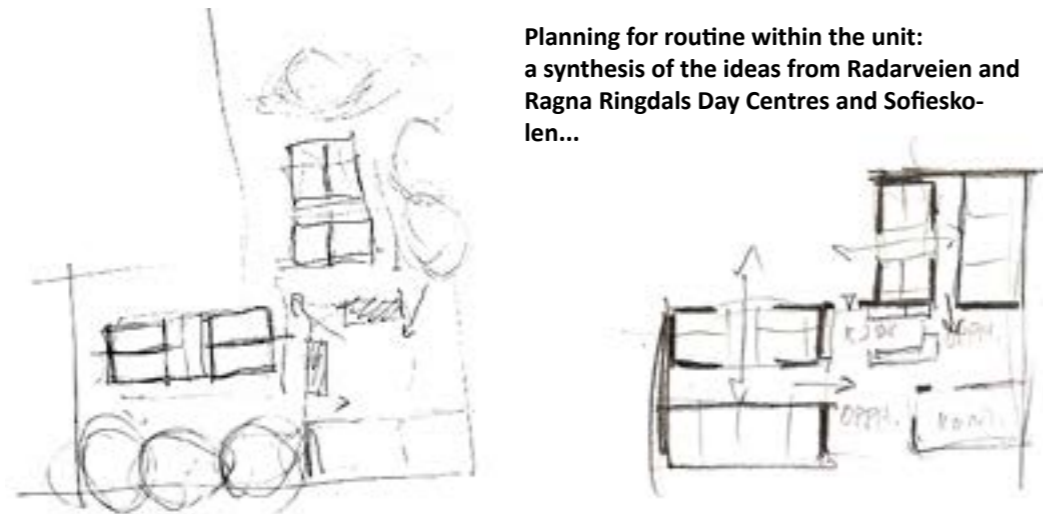 Planning for routine within the unit:
a synthesis of the ideas from Radarveien and
Ragna Ringdals Day Centres and Sofiesko-
len...
OPPH.